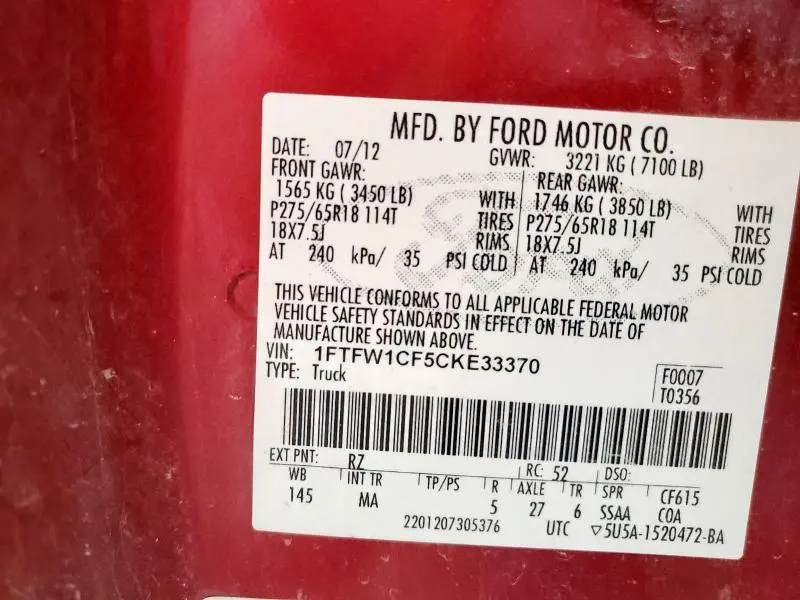 MFD. BY FORD MOTOR CO.
DATE: 07/12 GVWR: 3221 KG ( 7100 LB)
FRONT GAWR: REAR GAWR:
1565 KG ( 3450 LB) WITH 1746 KG ( 3850 LB) WITH
P275/65R18 114T TIRES P275/65R18 114T TIRES
18X7.5J RIMS 18X7.5J RIMS
AT 240 kPa/ 35 PSI COLD AT 240 kPa/ 35 PSI COLD
THIS VEHICLE CONFORMS TO ALL APPLICABLE FEDERAL MOTOR
VEHICLE SAFETY STANDARDS IN EFFECT ON THE DATE OF
MANUFACTURE SHOWN ABOVE.
VIN: 1FTFW1CF5CKE33370
TYPE: Truck F0007
T0356
EXT PNT: RZ RC: 52 DSO:
WB INT TR TP/PS R AXLE TR SPR CF615
145 MA 5 27 6 SSAA COA
2201207305376 UTC ▽5U5A-1520472-BA